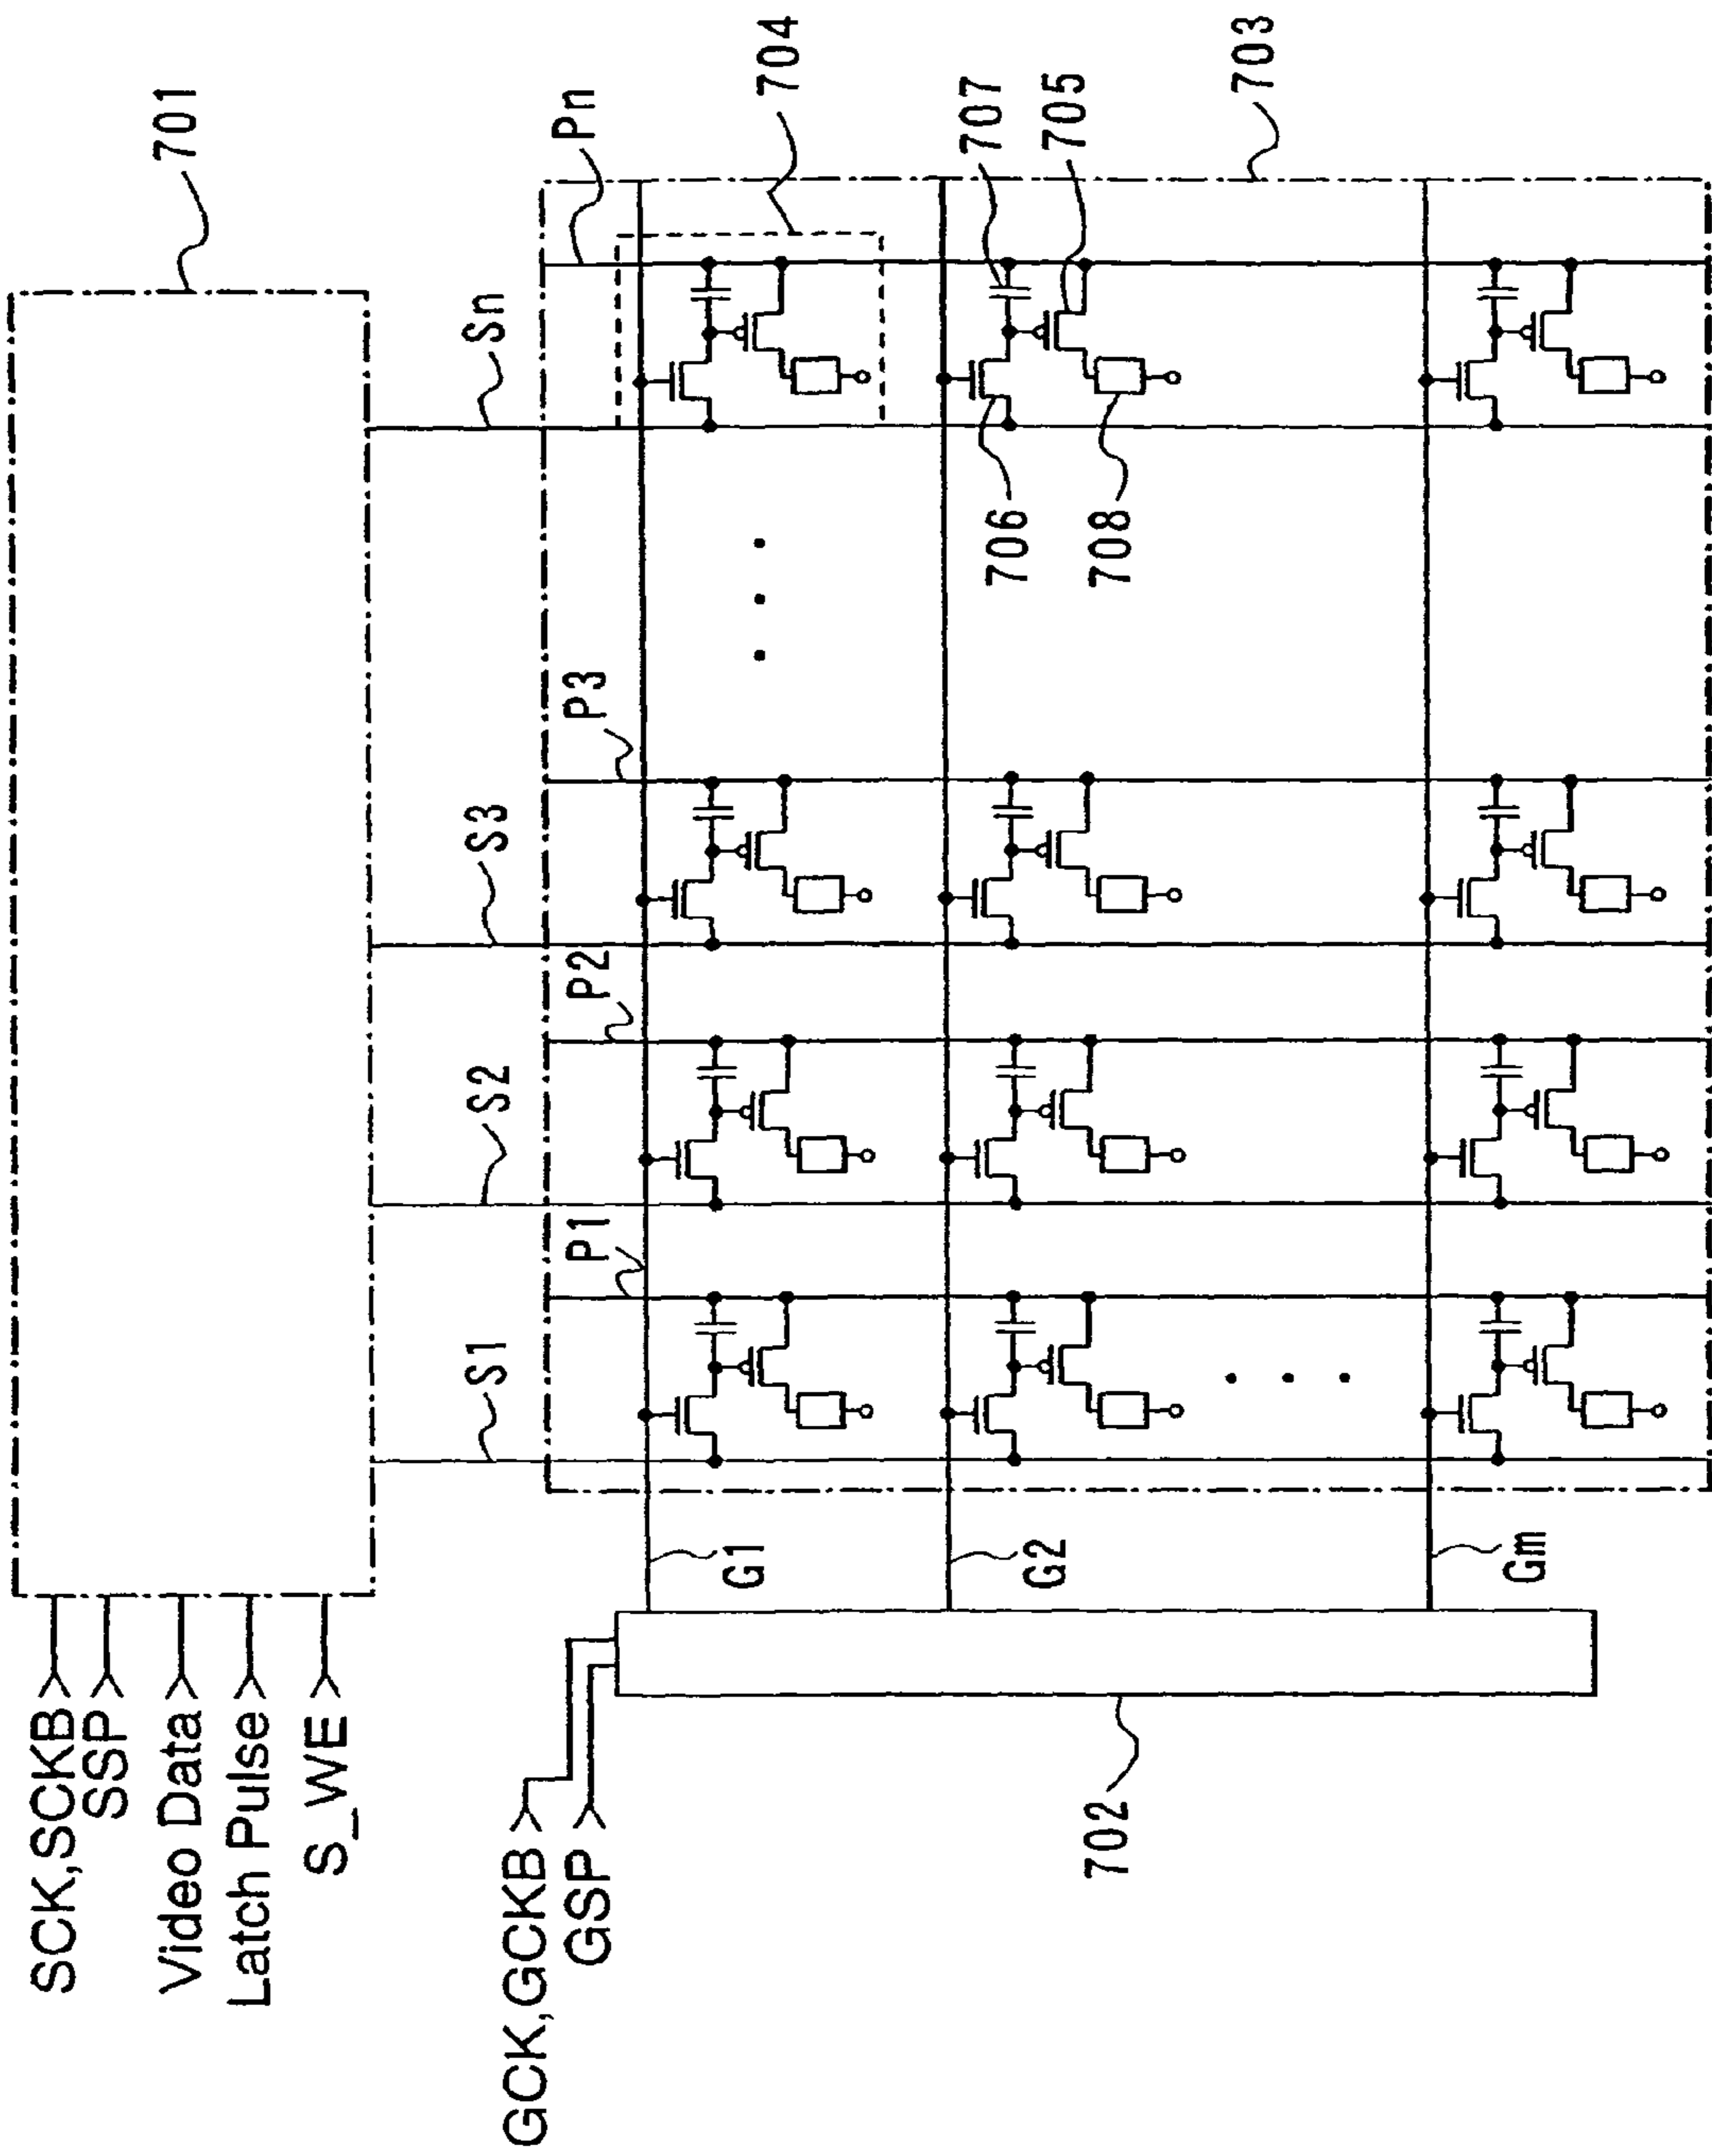 701
SCK,SCKB
SSP
Video Data
Latch Pulse
S_WE
S1
S2
S3
Sn
GCK,GCKB
GSP
P1
P2
P3
Pn
704
G1
G2
Gm
706
708
707
705
703
702